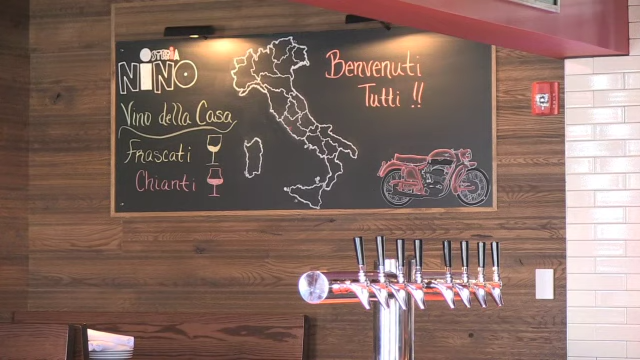 OSTERIA
NINO
Vino della Casa
Frascati
Chianti
Benvenuti
Tutti !!